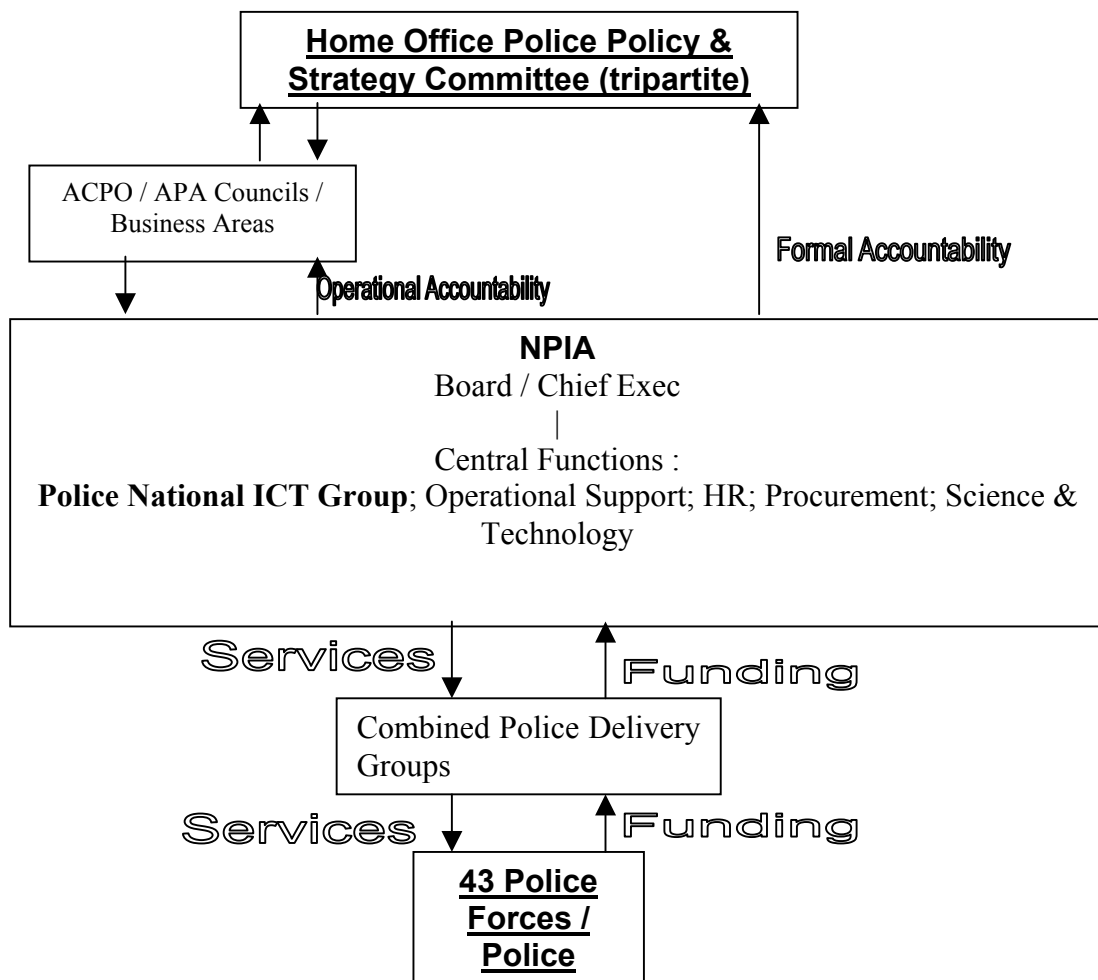 Home Office Police Policy &
Strategy Committee (tripartite)
ACPO / APA Councils /
Business Areas
Formal Accountability
Operational Accountability
NPIA
Board / Chief Exec
|
Central Functions :
Police National ICT Group; Operational Support; HR; Procurement; Science &
Technology
Services
Funding
Combined Police Delivery
Groups
Services
Funding
43 Police
Forces /
Police